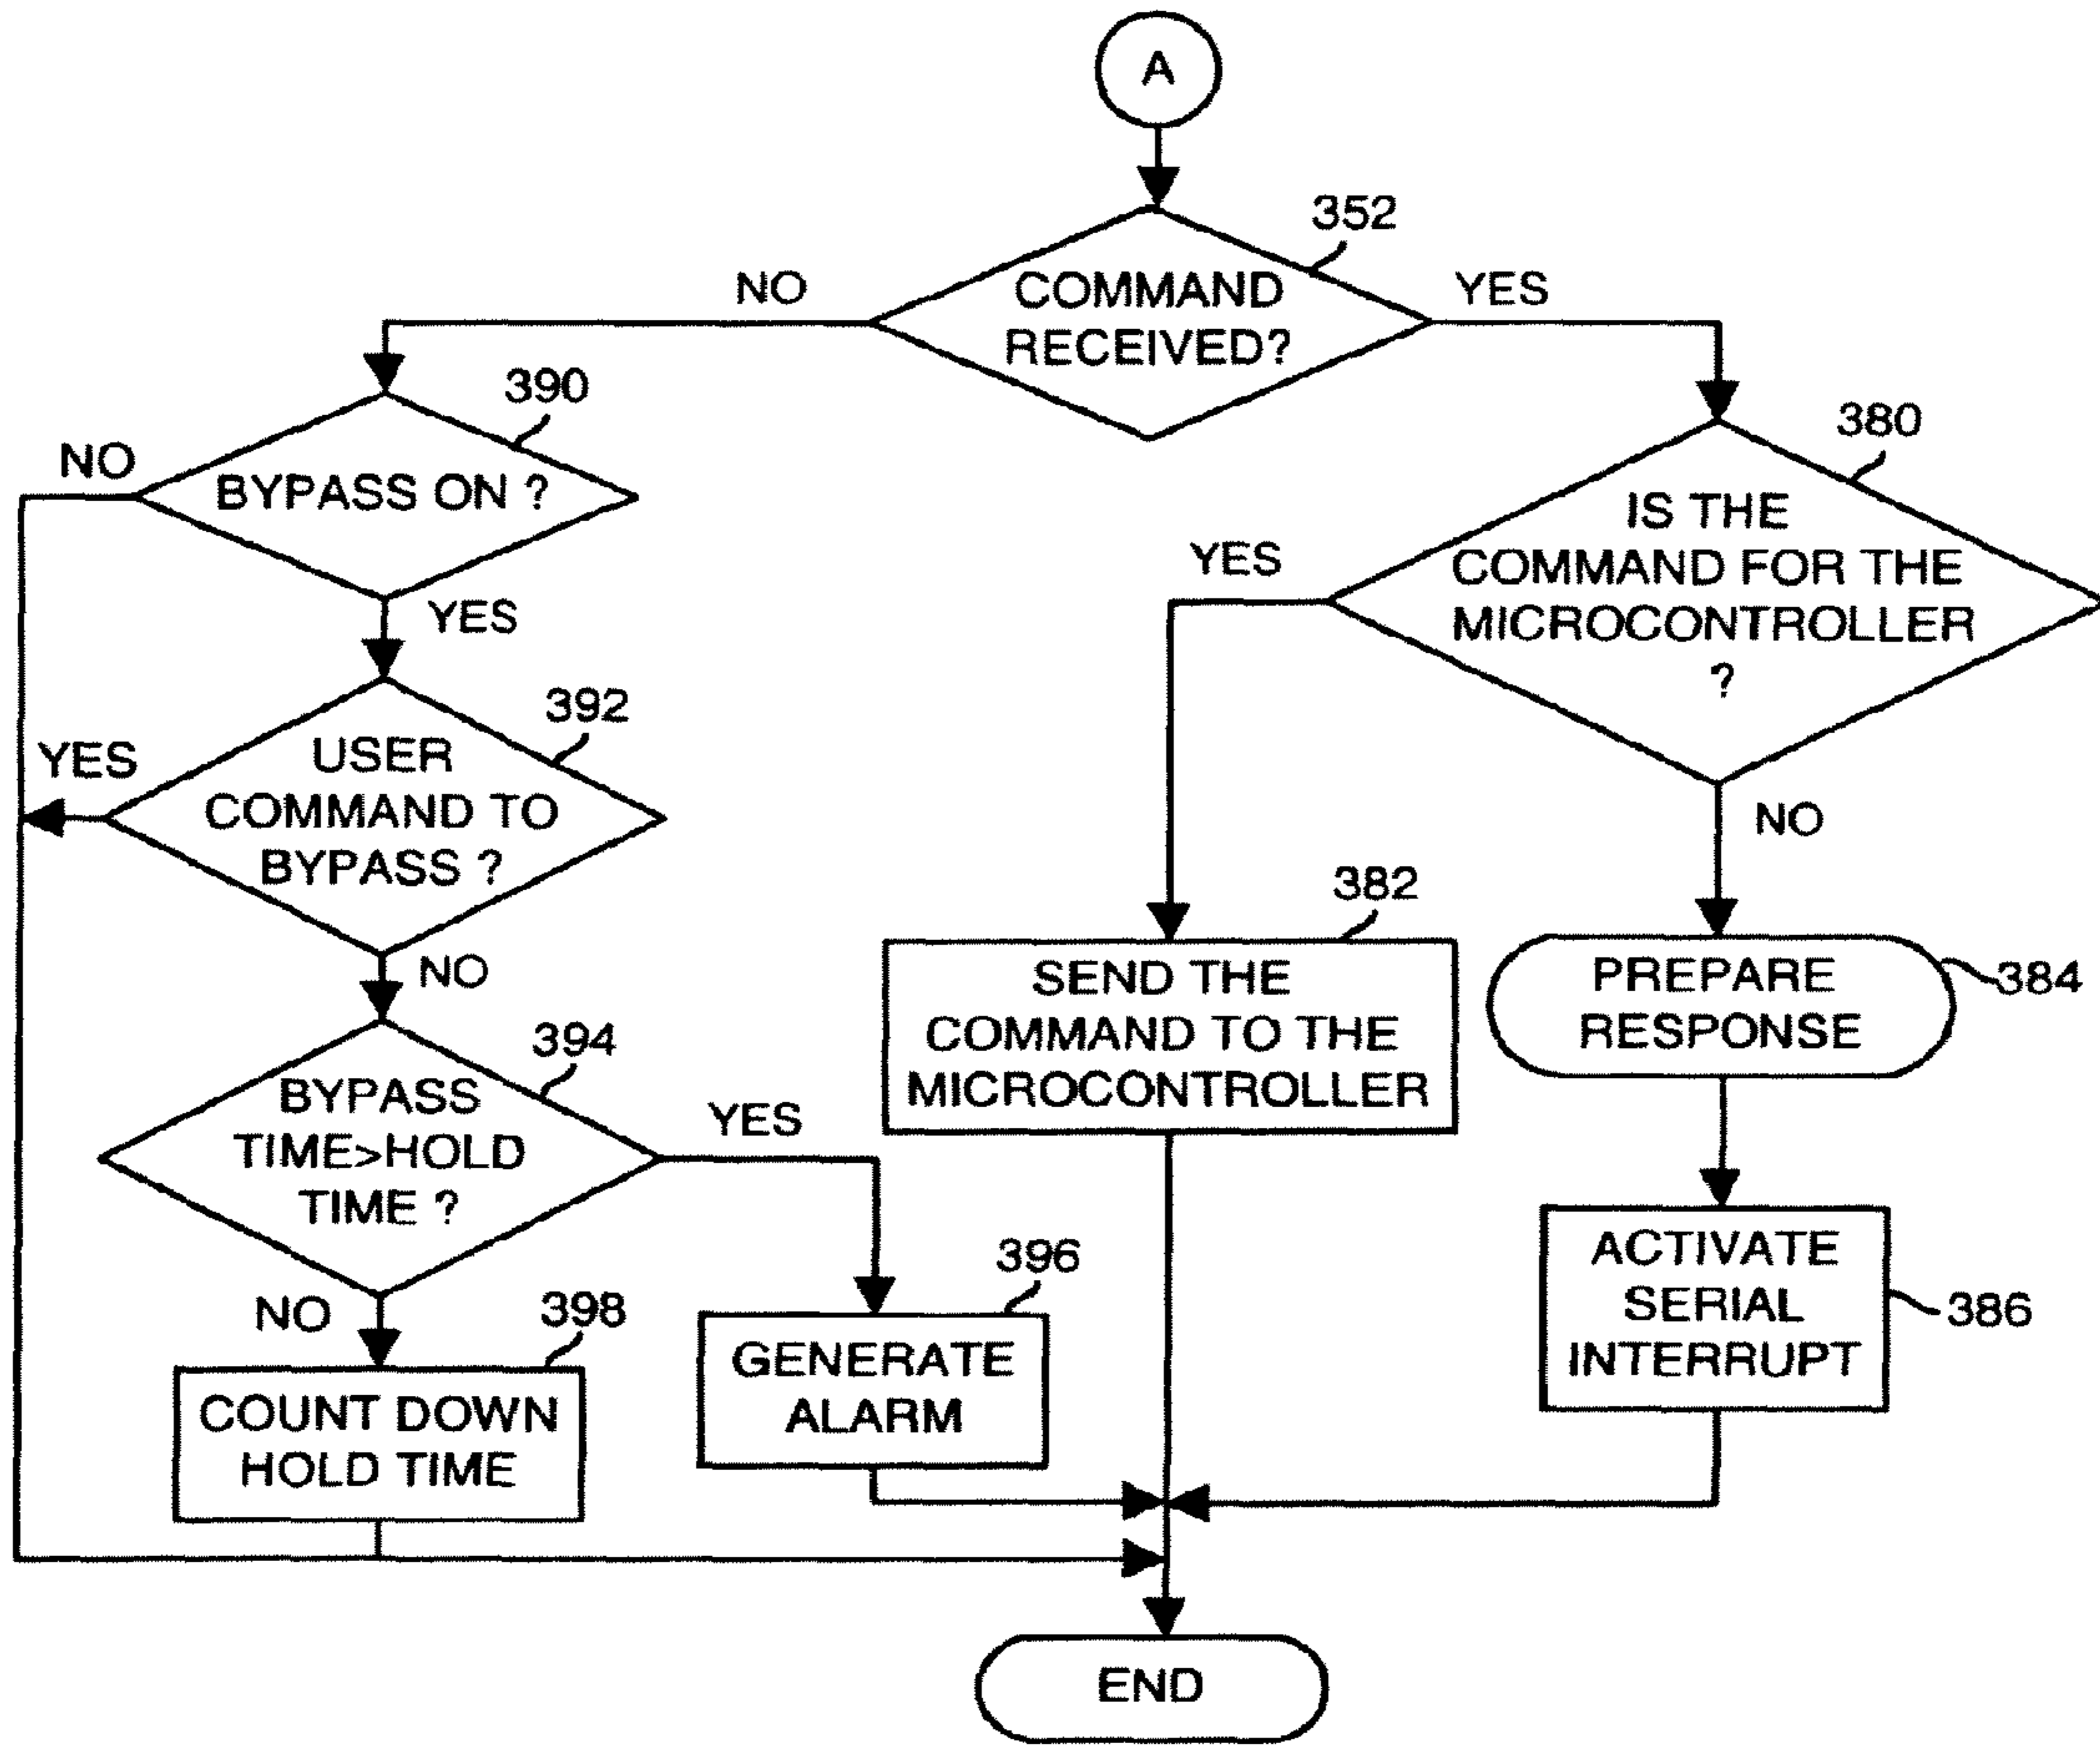 A
352
NO
COMMAND
RECEIVED?
YES
390
NO
BYPASS ON ?
YES
380
IS THE
COMMAND FOR THE
MICROCONTROLLER
?
YES
NO
392
YES
USER
COMMAND TO
BYPASS ?
NO
382
SEND THE
COMMAND TO THE
MICROCONTROLLER
PREPARE
RESPONSE
384
394
BYPASS
TIME>HOLD
TIME ?
YES
NO
396
GENERATE
ALARM
398
COUNT DOWN
HOLD TIME
ACTIVATE
SERIAL
INTERRUPT
386
END